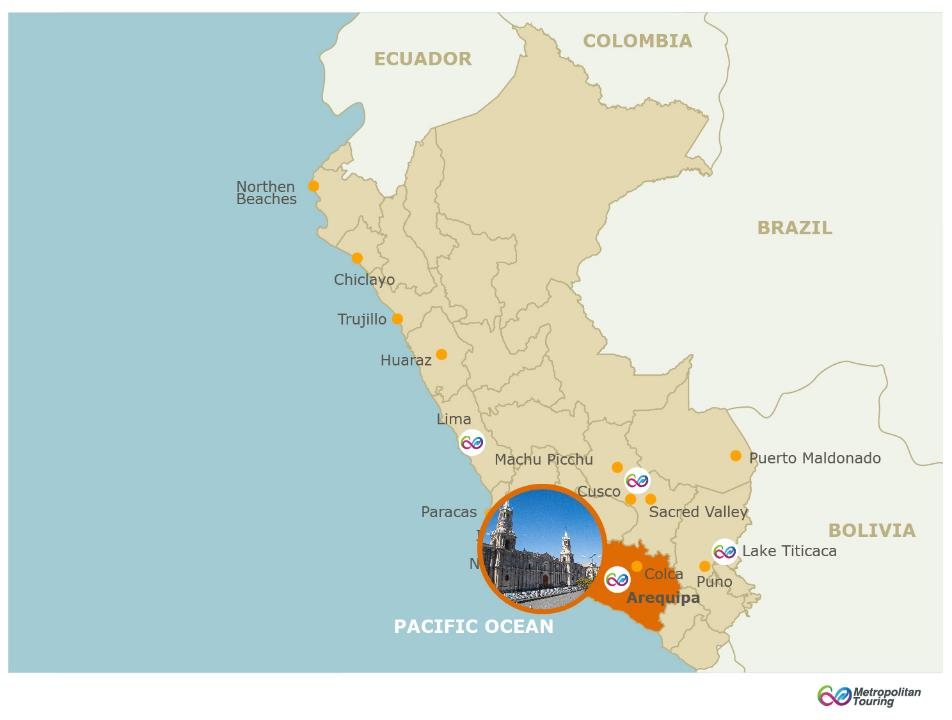 COLOMBIA
ECUADOR
Northen
Beaches
BRAZIL
Chiclayo
Trujillo
Huaraz
Lima
Machu Picchu
Puerto Maldonado
Cusco
Paracas
Sacred Valley
BOLIVIA
Lake Titicaca
N
Colca
Puno
Arequipa
PACIFIC OCEAN
Metropolitan
Touring